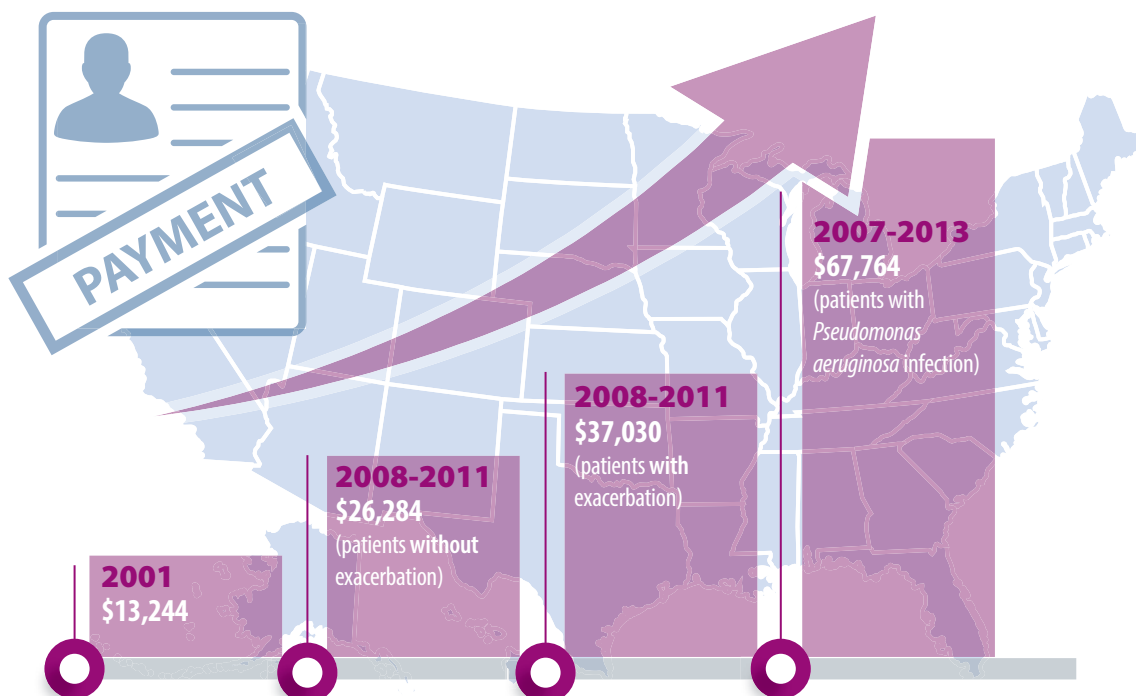 PAYMENT
2001
$13,244
2008-2011
$26,284
(patients without
exacerbation)
2008-2011
$37,030
(patients with
exacerbation)
2007-2013
$67,764
(patients with
Pseudomonas
aeruginosa infection)